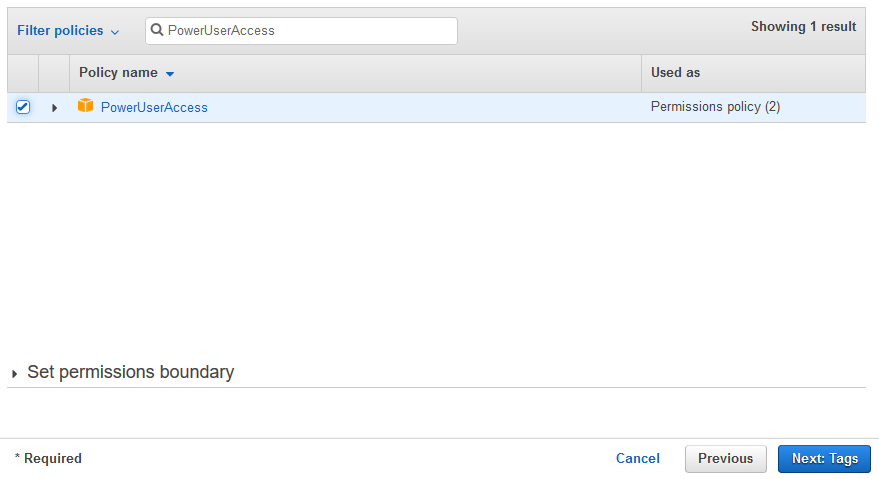 Filter policies
PowerUserAccess
Showing 1 result
Policy name
Used as
PowerUserAccess
Permissions policy (2)
Set permissions boundary
* Required
Cancel
Previous
Next: Tags